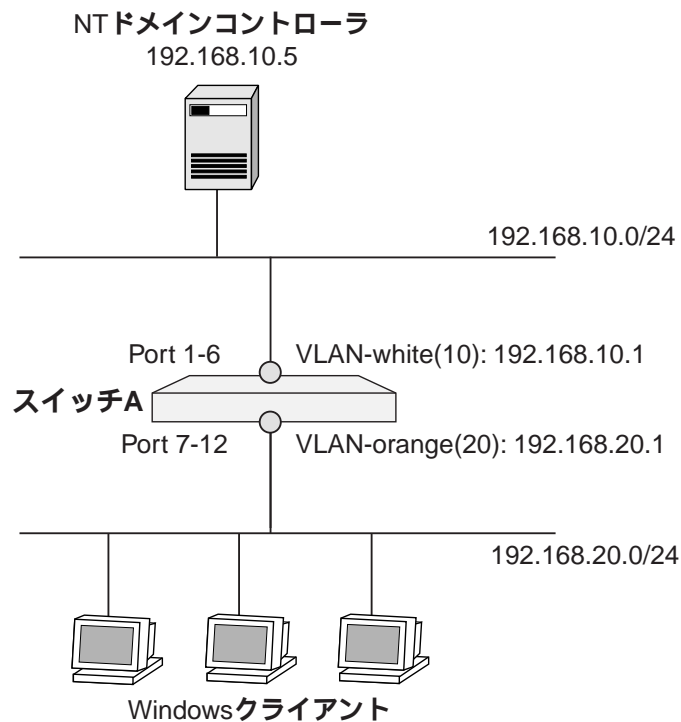 NTドメインコントローラ
192.168.10.5
192.168.10.0/24
Port 1-6 VLAN-white(10): 192.168.10.1
スイッチA
Port 7-12 VLAN-orange(20): 192.168.20.1
192.168.20.0/24
Windowsクライアント